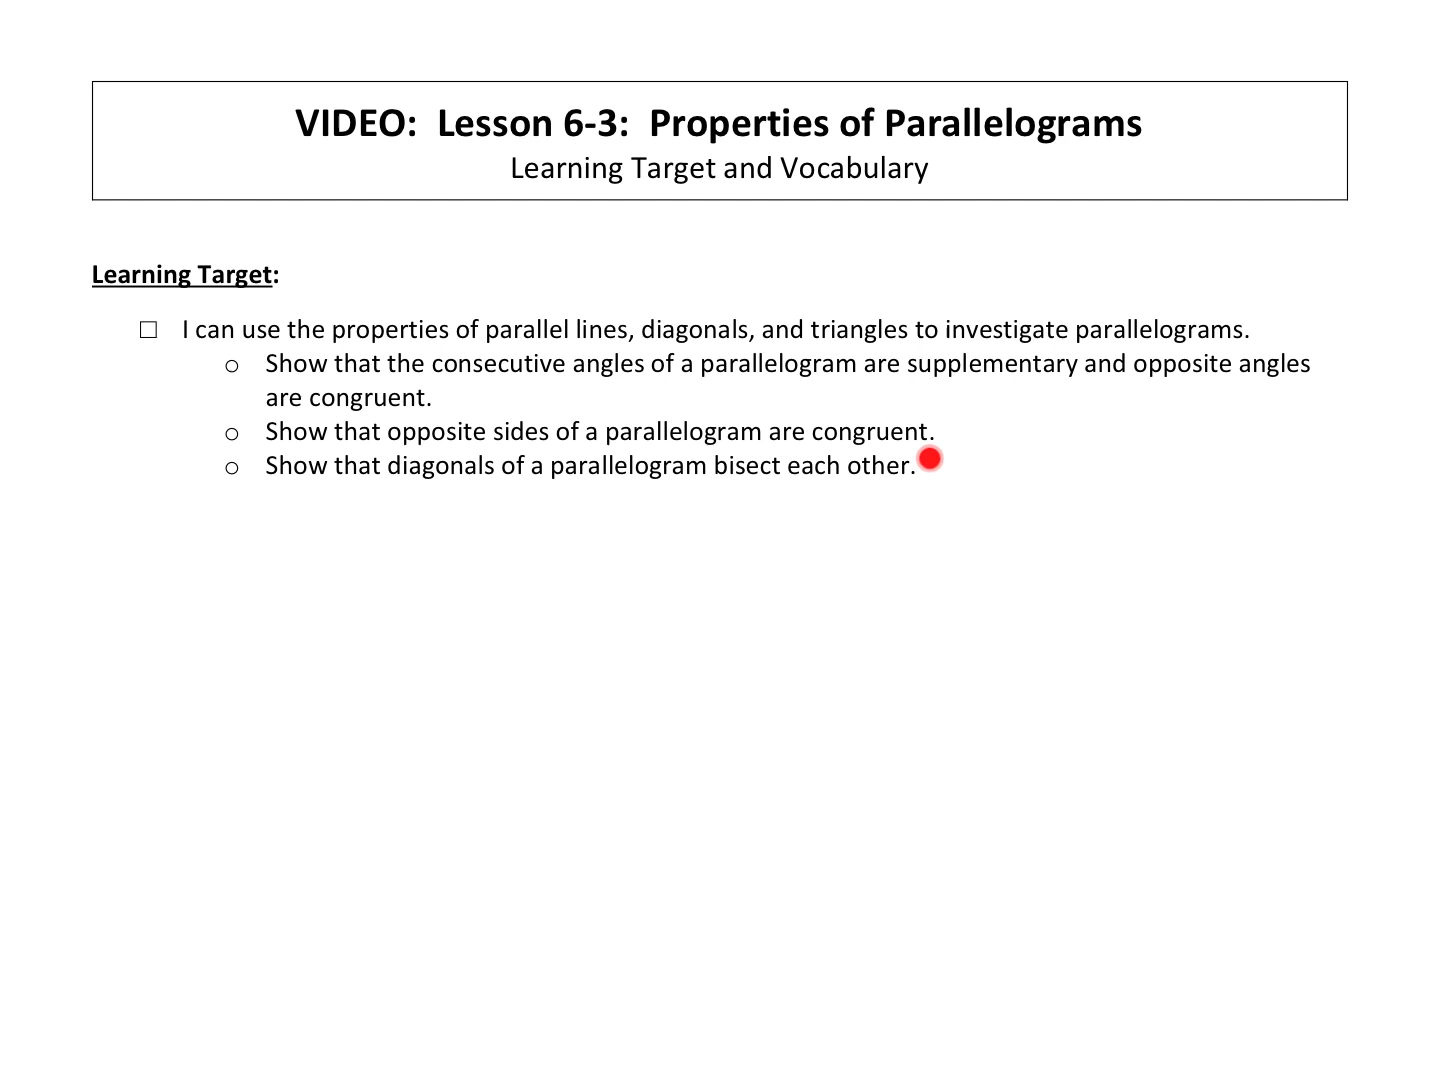 VIDEO:  Lesson 6-3:  Properties of Parallelograms
Learning Target and Vocabulary
Learning Target:
□ I can use the properties of parallel lines, diagonals, and triangles to investigate parallelograms.
o Show that the consecutive angles of a parallelogram are supplementary and opposite angles
are congruent.
o Show that opposite sides of a parallelogram are congruent.
o Show that diagonals of a parallelogram bisect each other.